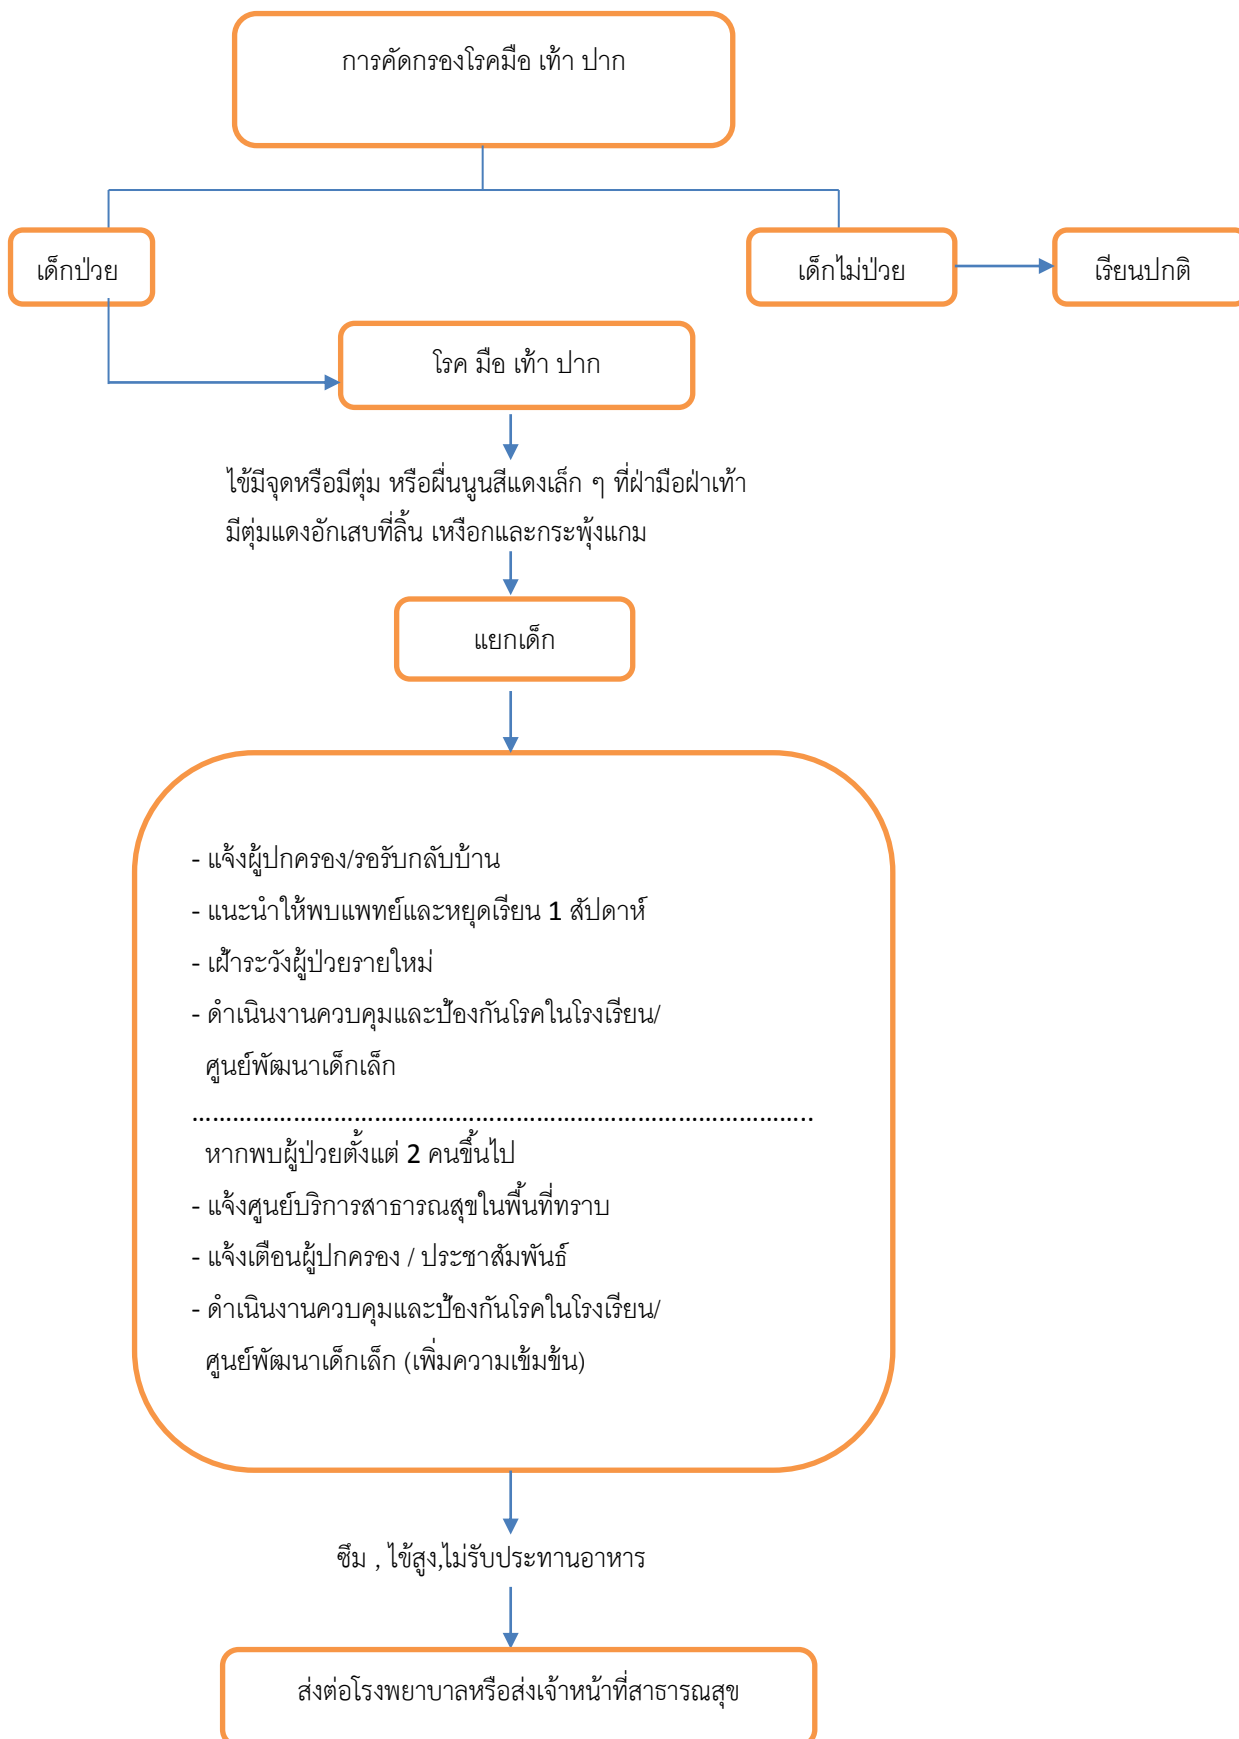 การคัดกรองโรคมือ เท้า ปาก
เด็กป่วย
เด็กไม่ป่วย
เรียนปกติ
โรค มือ เท้า ปาก
ไข้มีจุดหรือมีตุ่ม หรือผื่นนูนสีแดงเล็ก ๆ ที่ฝ่ามือฝ่าเท้า
มีตุ่มแดงอักเสบที่ลิ้น เหงือกและกระพุ้งแกม
แยกเด็ก
- แจ้งผู้ปกครอง/รอรับกลับบ้าน
- แนะนำให้พบแพทย์และหยุดเรียน 1 สัปดาห์
- เฝ้าระวังผู้ป่วยรายใหม่
- ดำเนินงานควบคุมและป้องกันโรคในโรงเรียน/
ศูนย์พัฒนาเด็กเล็ก
................................................................................
หากพบผู้ป่วยตั้งแต่ 2 คนขึ้นไป
- แจ้งศูนย์บริการสาธารณสุขในพื้นที่ทราบ
- แจ้งเตือนผู้ปกครอง / ประชาสัมพันธ์
- ดำเนินงานควบคุมและป้องกันโรคในโรงเรียน/
ศูนย์พัฒนาเด็กเล็ก (เพิ่มความเข้มข้น)
ซึม , ไข้สูง,ไม่รับประทานอาหาร
ส่งต่อโรงพยาบาลหรือส่งเจ้าหน้าที่สาธารณสุข